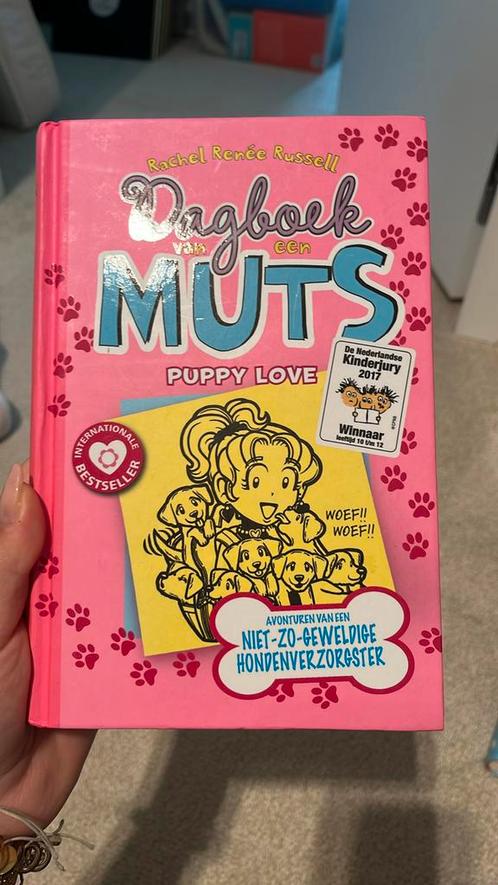 Rachel Renée Russell
Dagboek
van een
MUTS
PUPPY LOVE
De Nederlandse
Kinderjury
2017
Winnaar
leeftijd 10 t/m 12
INTERNATIONALE
BESTSELLER
WOEF!!
WOEF!!
AVONTUREN VAN EEN
NIET-ZO-GEWELDIGE
HONDENVERZORGSTER